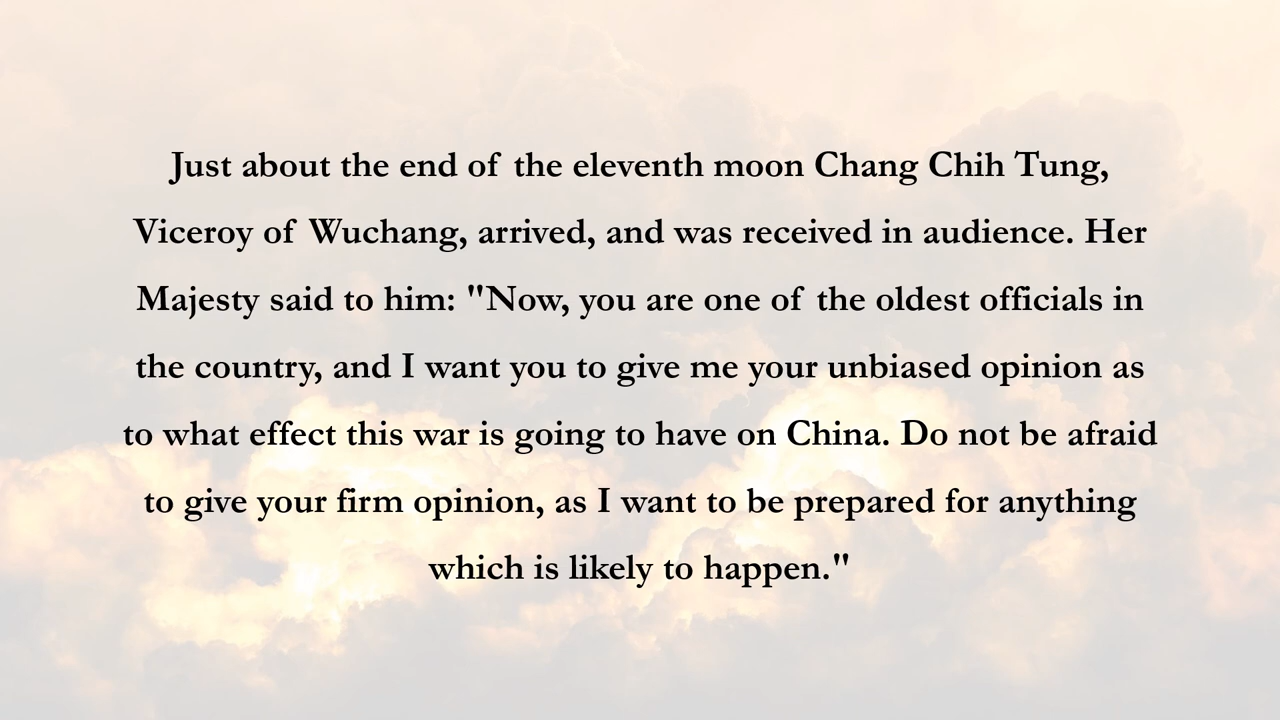 Just about the end of the eleventh moon Chang Chih Tung,
Viceroy of Wuchang, arrived, and was received in audience. Her
Majesty said to him: "Now, you are one of the oldest officials in
the country, and I want you to give me your unbiased opinion as
to what effect this war is going to have on China. Do not be afraid
to give your firm opinion, as I want to be prepared for anything
which is likely to happen."